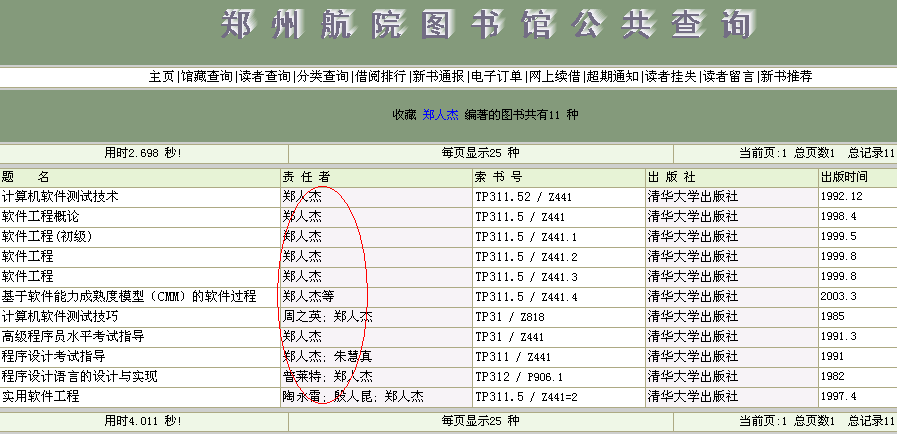 郑州航院图书馆公共查询
主页|馆藏查询|读者查询|分类查询|借阅排行|新书通报|电子订单|网上续借|超期通知|读者挂失|读者留言|新书推荐
收藏 郑人杰 编著的图书共有11 种
用时2.698 秒! 每页显示25 种 当前页:1 总页数1 总记录11
题 名 责 任 者 索 书 号 出 版 社 出版时间
计算机软件测试技术 郑人杰 TP311.52 / Z441 清华大学出版社 1992.12
软件工程概论 郑人杰 TP311.5 / Z441 清华大学出版社 1998.4
软件工程(初级) 郑人杰 TP311.5 / Z441.1 清华大学出版社 1999.5
软件工程 郑人杰 TP311.5 / Z441.2 清华大学出版社 1999.8
软件工程 郑人杰 TP311.5 / Z441.3 清华大学出版社 1999.8
基于软件能力成熟度模型（CMM）的软件过程 郑人杰等 TP311.5 / Z441.4 清华大学出版社 2003.3
计算机软件测试技巧 周之英; 郑人杰 TP31 / Z818 清华大学出版社 1985
高级程序员水平考试指导 郑人杰 TP31 / Z441 清华大学出版社 1991.3
程序设计考试指导 郑人杰; 朱慧真 TP311 / Z441 清华大学出版社 1991
程序设计语言的设计与实现 普莱特; 郑人杰 TP312 / P906.1 清华大学出版社 1982
实用软件工程 陶永雷; 殷人昆; 郑人杰 TP311.5 / Z441=2 清华大学出版社 1997.4
用时4.011 秒! 每页显示25 种 当前页:1 总页数1 总记录11